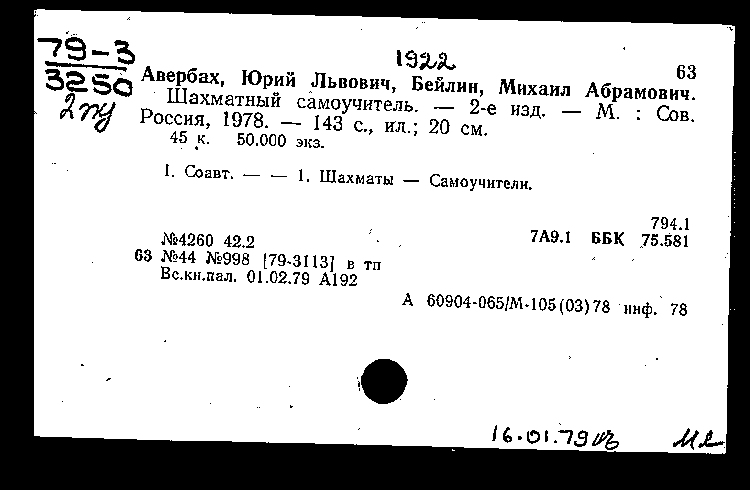 79-3
3250
1922
63
Авербах, Юрий Львович, Бейлин, Михаил Абрамович.
Шахматный самоучитель. — 2-е изд. — М. : Сов.
Россия, 1978. — 143 с., ил.; 20 см.
45 к. 50.000 экз.
I. Соавт. — — 1. Шахматы — Самоучители.
794.1
№4260 42.2 7А9.1 ББК 75.581
63 №44 №998 [79-3113] в тп
Вс.кн.пал. 01.02.79 А192
А 60904-065/М-105(03)78 инф. 78
16.01.79